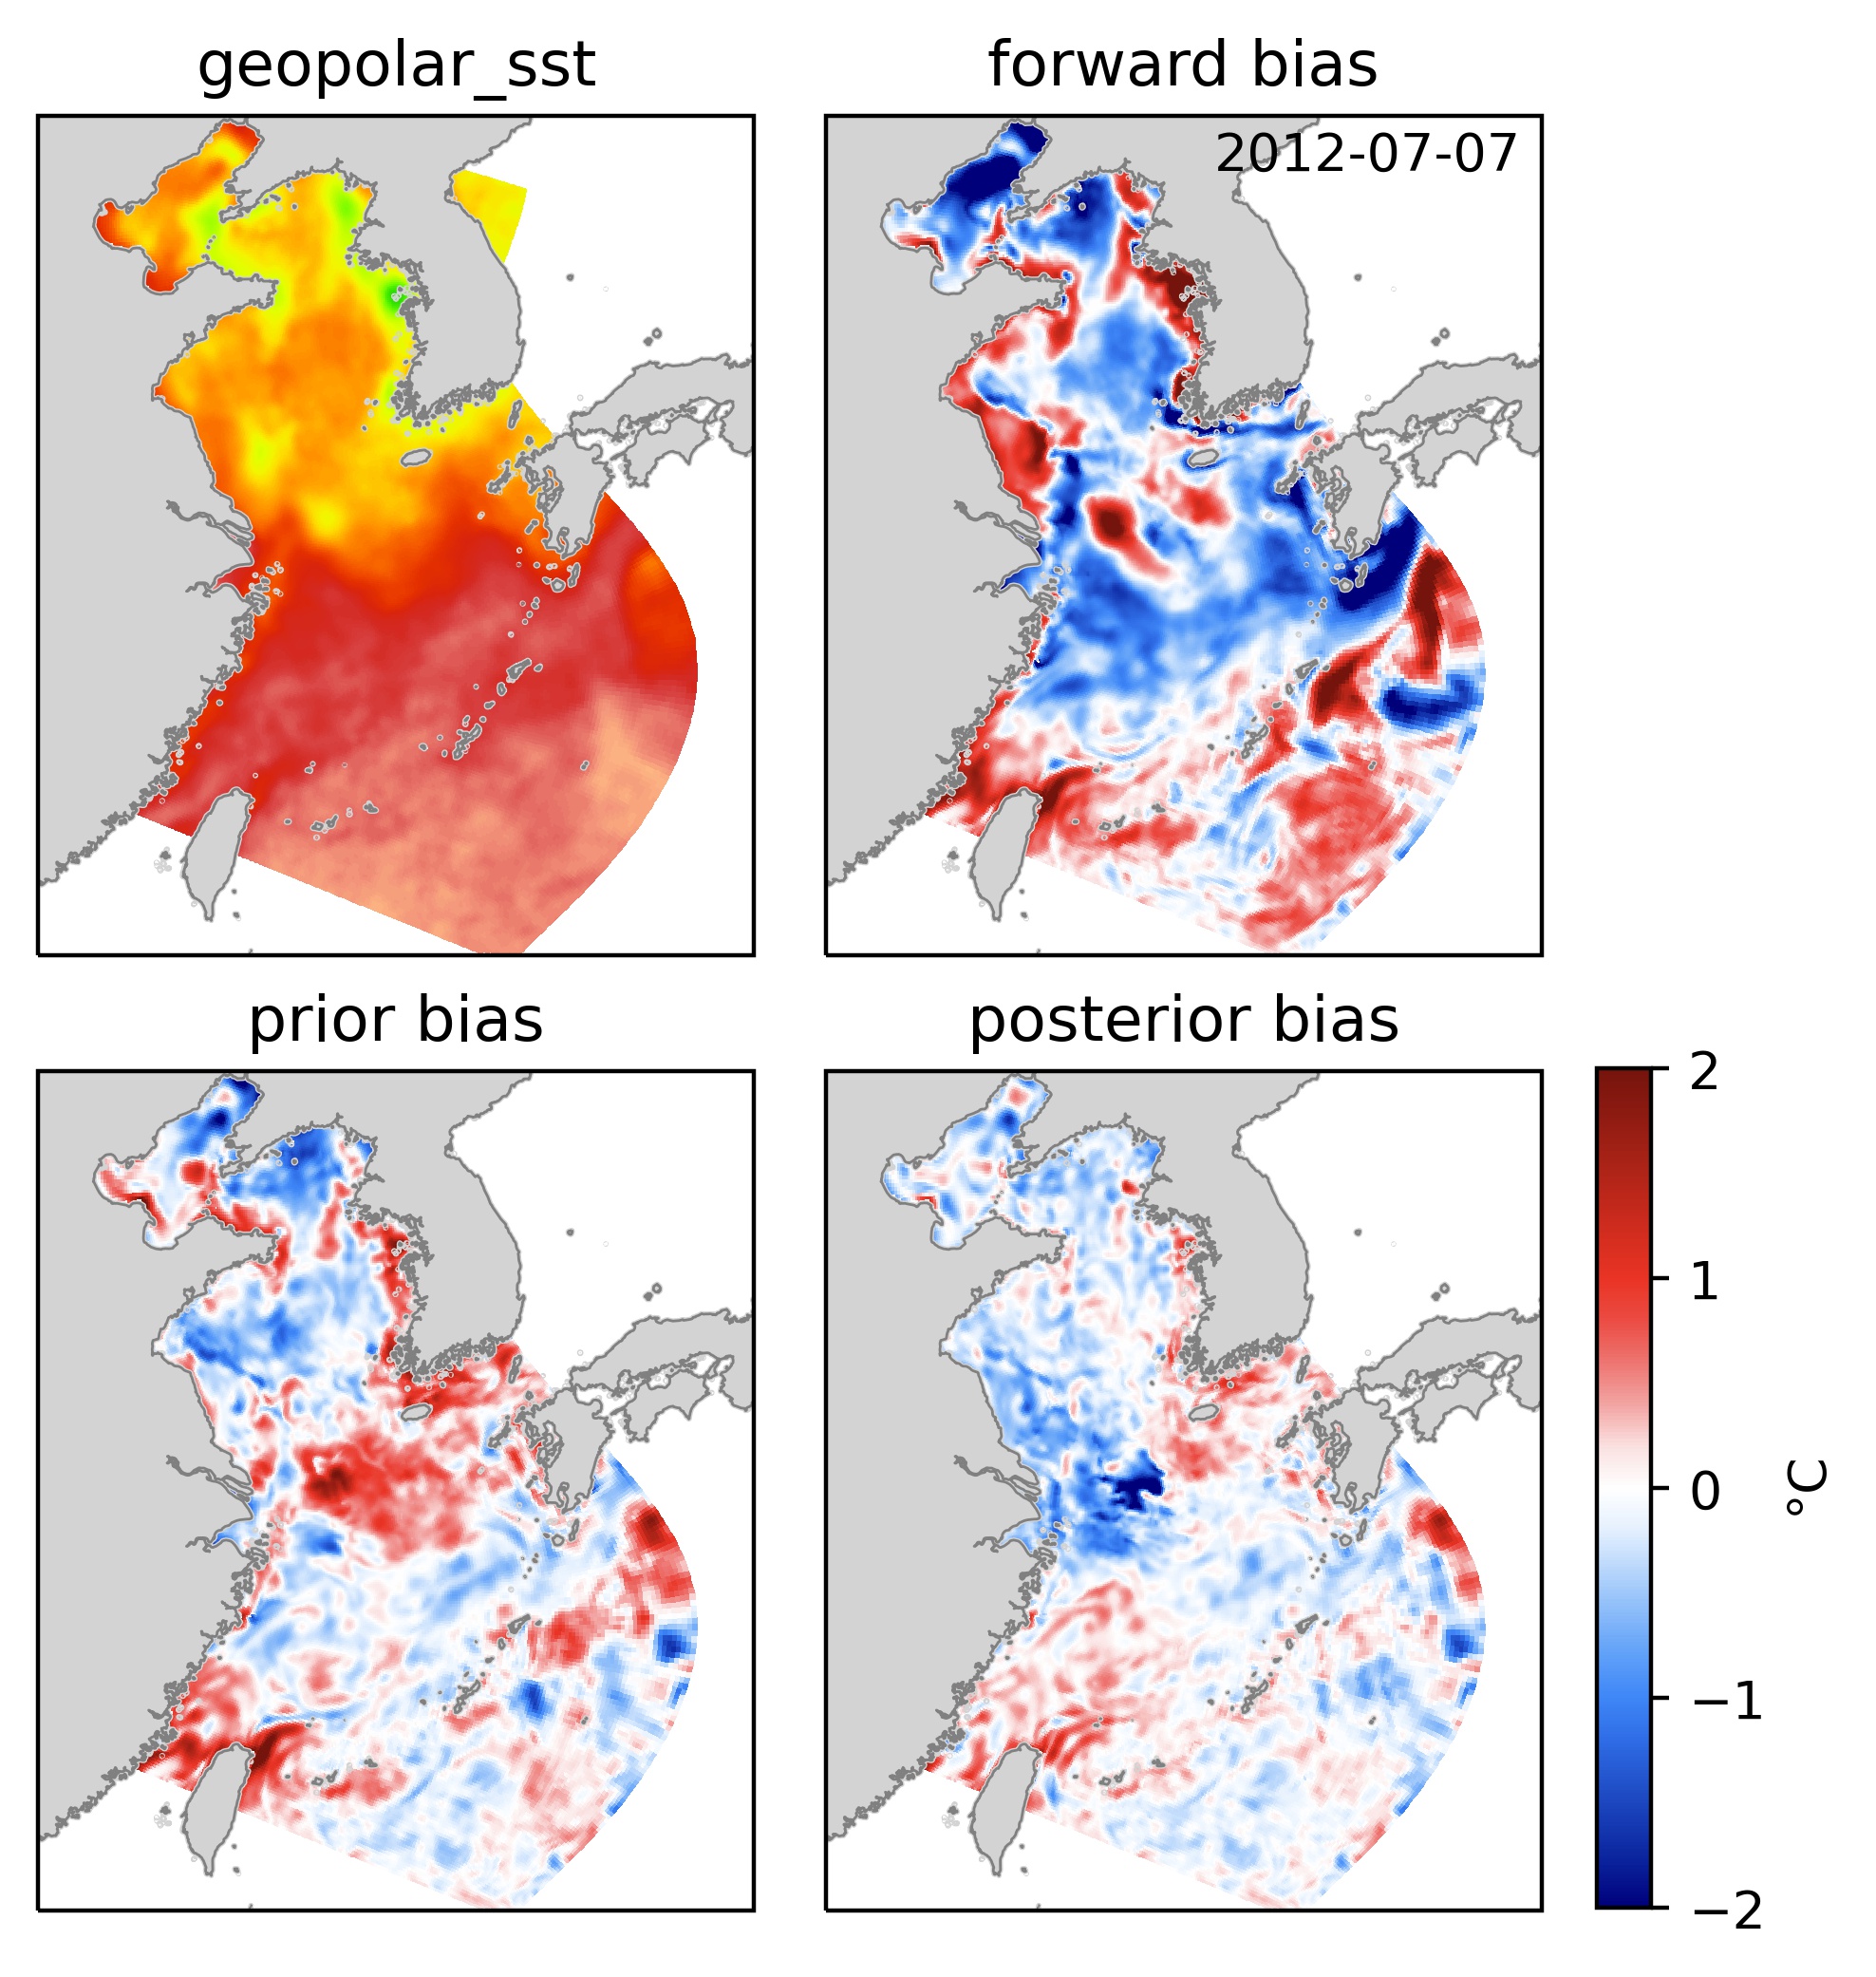 geopolar_sst
forward bias
2012-07-07
prior bias
posterior bias
2
1
0
−1
−2
°C